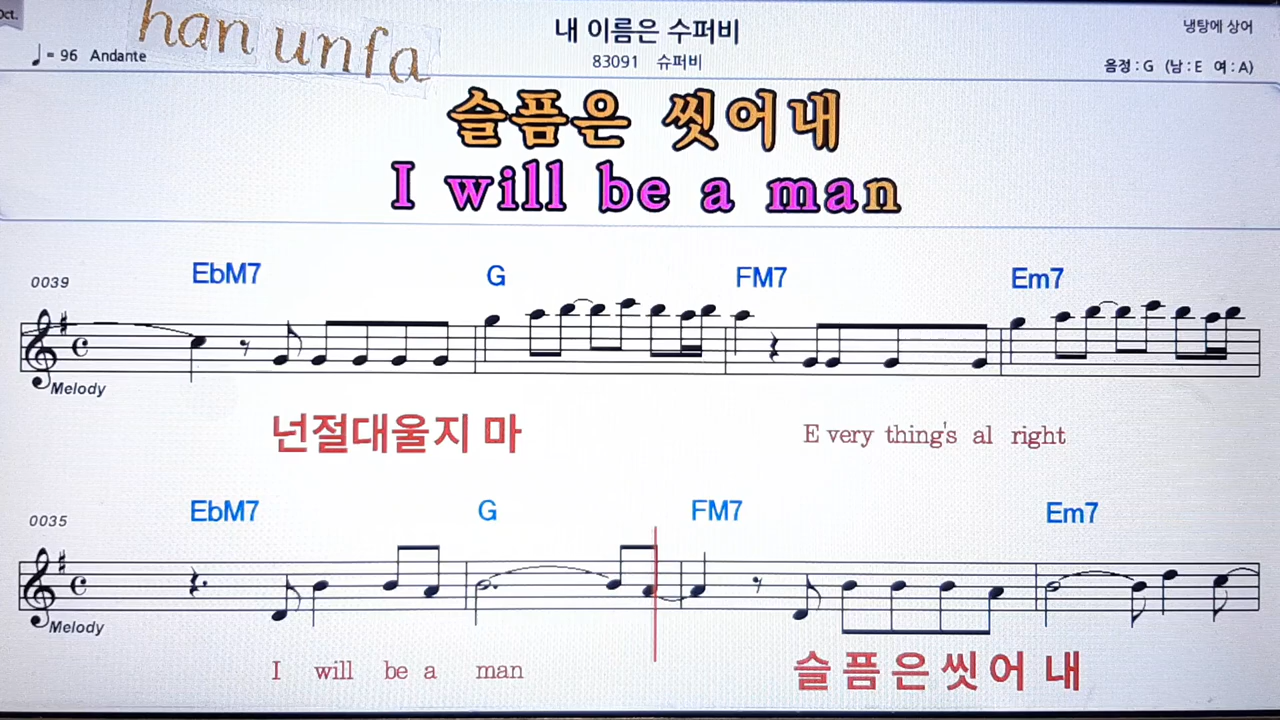 Oct.
han unfa
내 이름은 수퍼비
냉탕에 상어
♩= 96 Andante
83091 슈퍼비
음정 : G (남 : E 여 : A)
슬픔은 씻어내
I will be a man
0039 EbM7 G FM7 Em7
Melody
넌절대울지 마 E very thing's al right
0035 EbM7 G FM7 Em7
Melody
I will be a man 슬픔은씻어 내